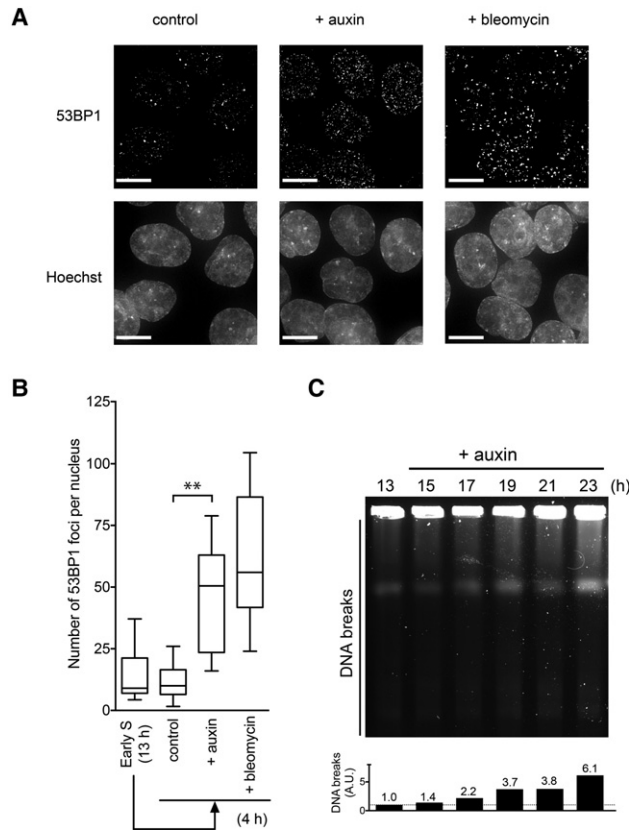 A
control
+ auxin
+ bleomycin
53BP1
Hoechst
B
Number of 53BP1 foci per nucleus
125
100
75
50
25
0
**
Early S
(13 h)
control
+ auxin
+ bleomycin
(4 h)
C
+ auxin
13 15 17 19 21 23 (h)
DNA breaks
DNA breaks
(A.U.)
5
0
1.0 1.4 2.2 3.7 3.8 6.1